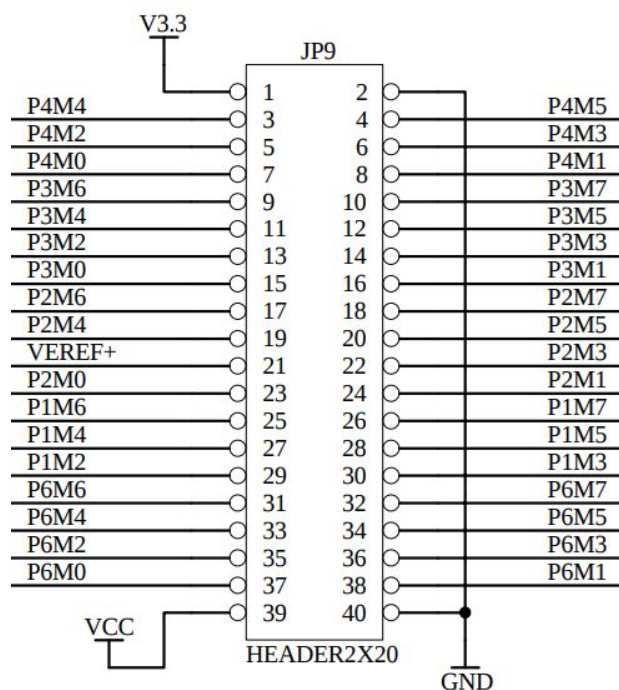 V3.3
JP9
1 2
P4M4 3 4 P4M5
P4M2 5 6 P4M3
P4M0 7 8 P4M1
P3M6 9 10 P3M7
P3M4 11 12 P3M5
P3M2 13 14 P3M3
P3M0 15 16 P3M1
P2M6 17 18 P2M7
P2M4 19 20 P2M5
VEREF+ 21 22 P2M3
P2M0 23 24 P2M1
P1M6 25 26 P1M7
P1M4 27 28 P1M5
P1M2 29 30 P1M3
P6M6 31 32 P6M7
P6M4 33 34 P6M5
P6M2 35 36 P6M3
P6M0 37 38 P6M1
39 40
VCC
HEADER2X20
GND